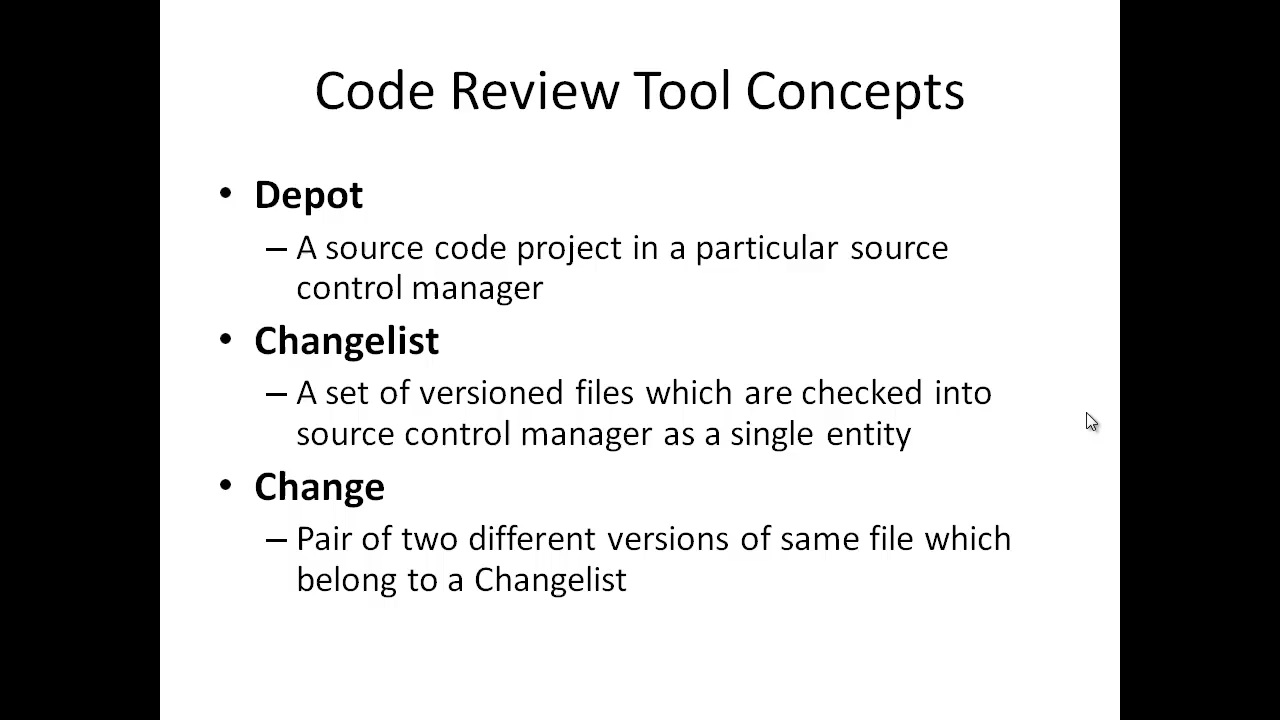 Code Review Tool Concepts
• Depot
– A source code project in a particular source
control manager
• Changelist
– A set of versioned files which are checked into
source control manager as a single entity
• Change
– Pair of two different versions of same file which
belong to a Changelist